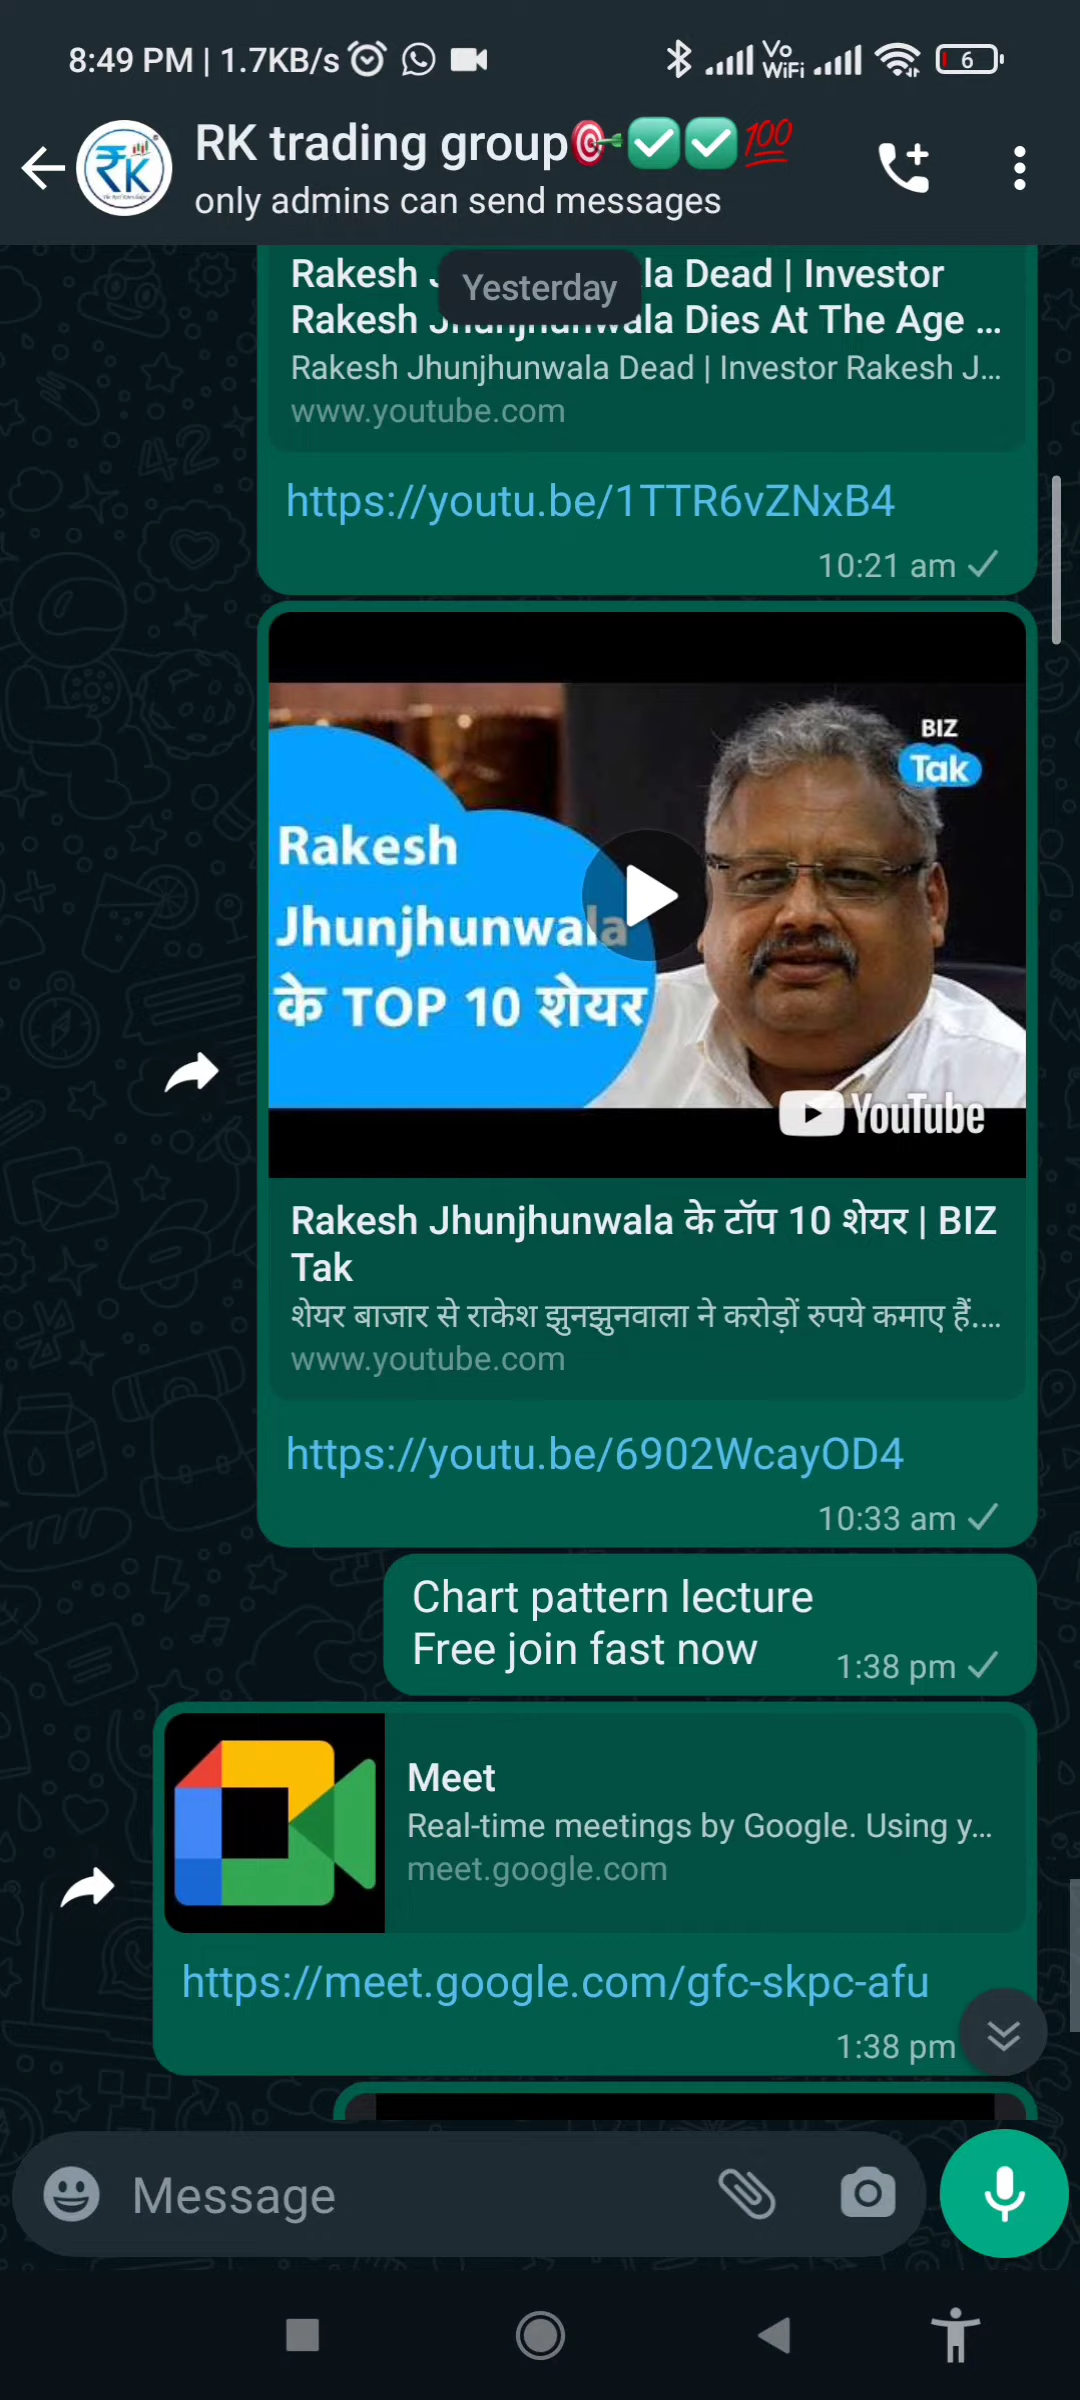 8:49 PM | 1.7KB/s
Vo
WiFi
6
RK trading group🎯✅✅💯
only admins can send messages
Yesterday
Rakesh la Dead | Investor
Rakesh Jhunjhunwala Dies At The Age ...
Rakesh Jhunjhunwala Dead | Investor Rakesh J...
www.youtube.com
https://youtu.be/1TTR6vZNxB4
10:21 am
BIZ
Tak
Rakesh
Jhunjhunwala
के TOP 10 शेयर
YouTube
Rakesh Jhunjhunwala के टॉप 10 शेयर | BIZ
Tak
शेयर बाजार से राकेश झुनझुनवाला ने करोड़ों रुपये कमाए हैं....
www.youtube.com
https://youtu.be/6902WcayOD4
10:33 am
Chart pattern lecture
Free join fast now
1:38 pm
Meet
Real-time meetings by Google. Using y...
meet.google.com
https://meet.google.com/gfc-skpc-afu
1:38 pm
Message